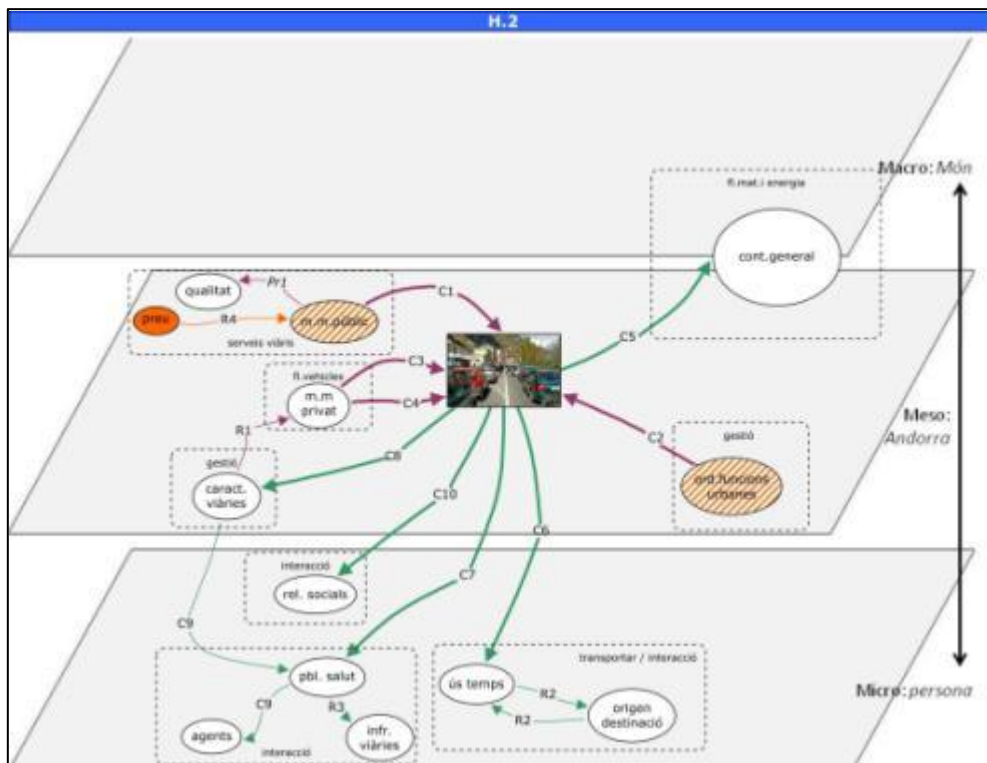 H.2
Macro: Món
fl.mat.i energia
cont.general
qualitat
Pr1
C1
preu
R4
m.m.públic
serveis viaris
C5
C3
fl.vehicles
m.m
privat
C4
Meso:
Andorra
R1
C2
gestió
gestió
C8
caract.
viàries
ord.funcions
urbanes
C10
C6
interacció
rel. socials
C7
C9
transportar / interacció
pbl. salut
ús temps
R2
Micro: persona
C9
R3
R2
origen
destinació
agents
infr.
viàries
interacció